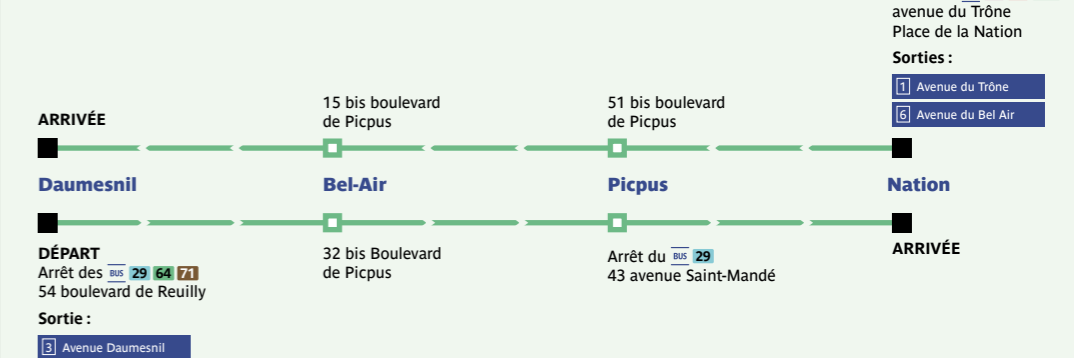 avenue du Trône
Place de la Nation
Sorties :
1 Avenue du Trône
6 Avenue du Bel Air
ARRIVÉE
15 bis boulevard
de Picpus
51 bis boulevard
de Picpus
Daumesnil
Bel-Air
Picpus
Nation
DÉPART
Arrêt des BUS 29 64 71
54 boulevard de Reuilly
Sortie :
3 Avenue Daumesnil
32 bis Boulevard
de Picpus
Arrêt du BUS 29
43 avenue Saint-Mandé
ARRIVÉE